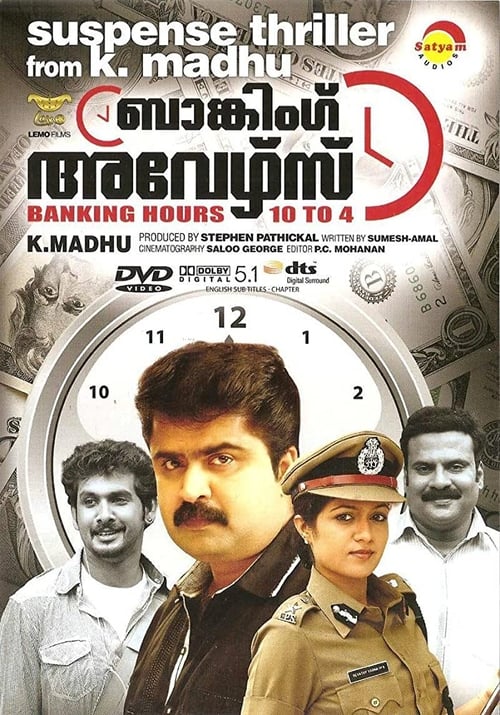 suspense thriller
from k. madhu
Satyam
AUDIOS
LEMO FILMS
ബാങ്കിംഗ്
അവേഴ്സ്
BANKING HOURS 10 TO 4
K.MADHU PRODUCED BY STEPHEN PATHICKAL WRITTEN BY SUMESH-AMAL
CINEMATOGRAPHY SALOO GEORGE EDITOR P.C. MOHANAN
DVD VIDEO DOLBY DIGITAL 5.1 dts Digital Surround
ENGLISH SUB TITLES - CHAPTER
12
11 1
10 2